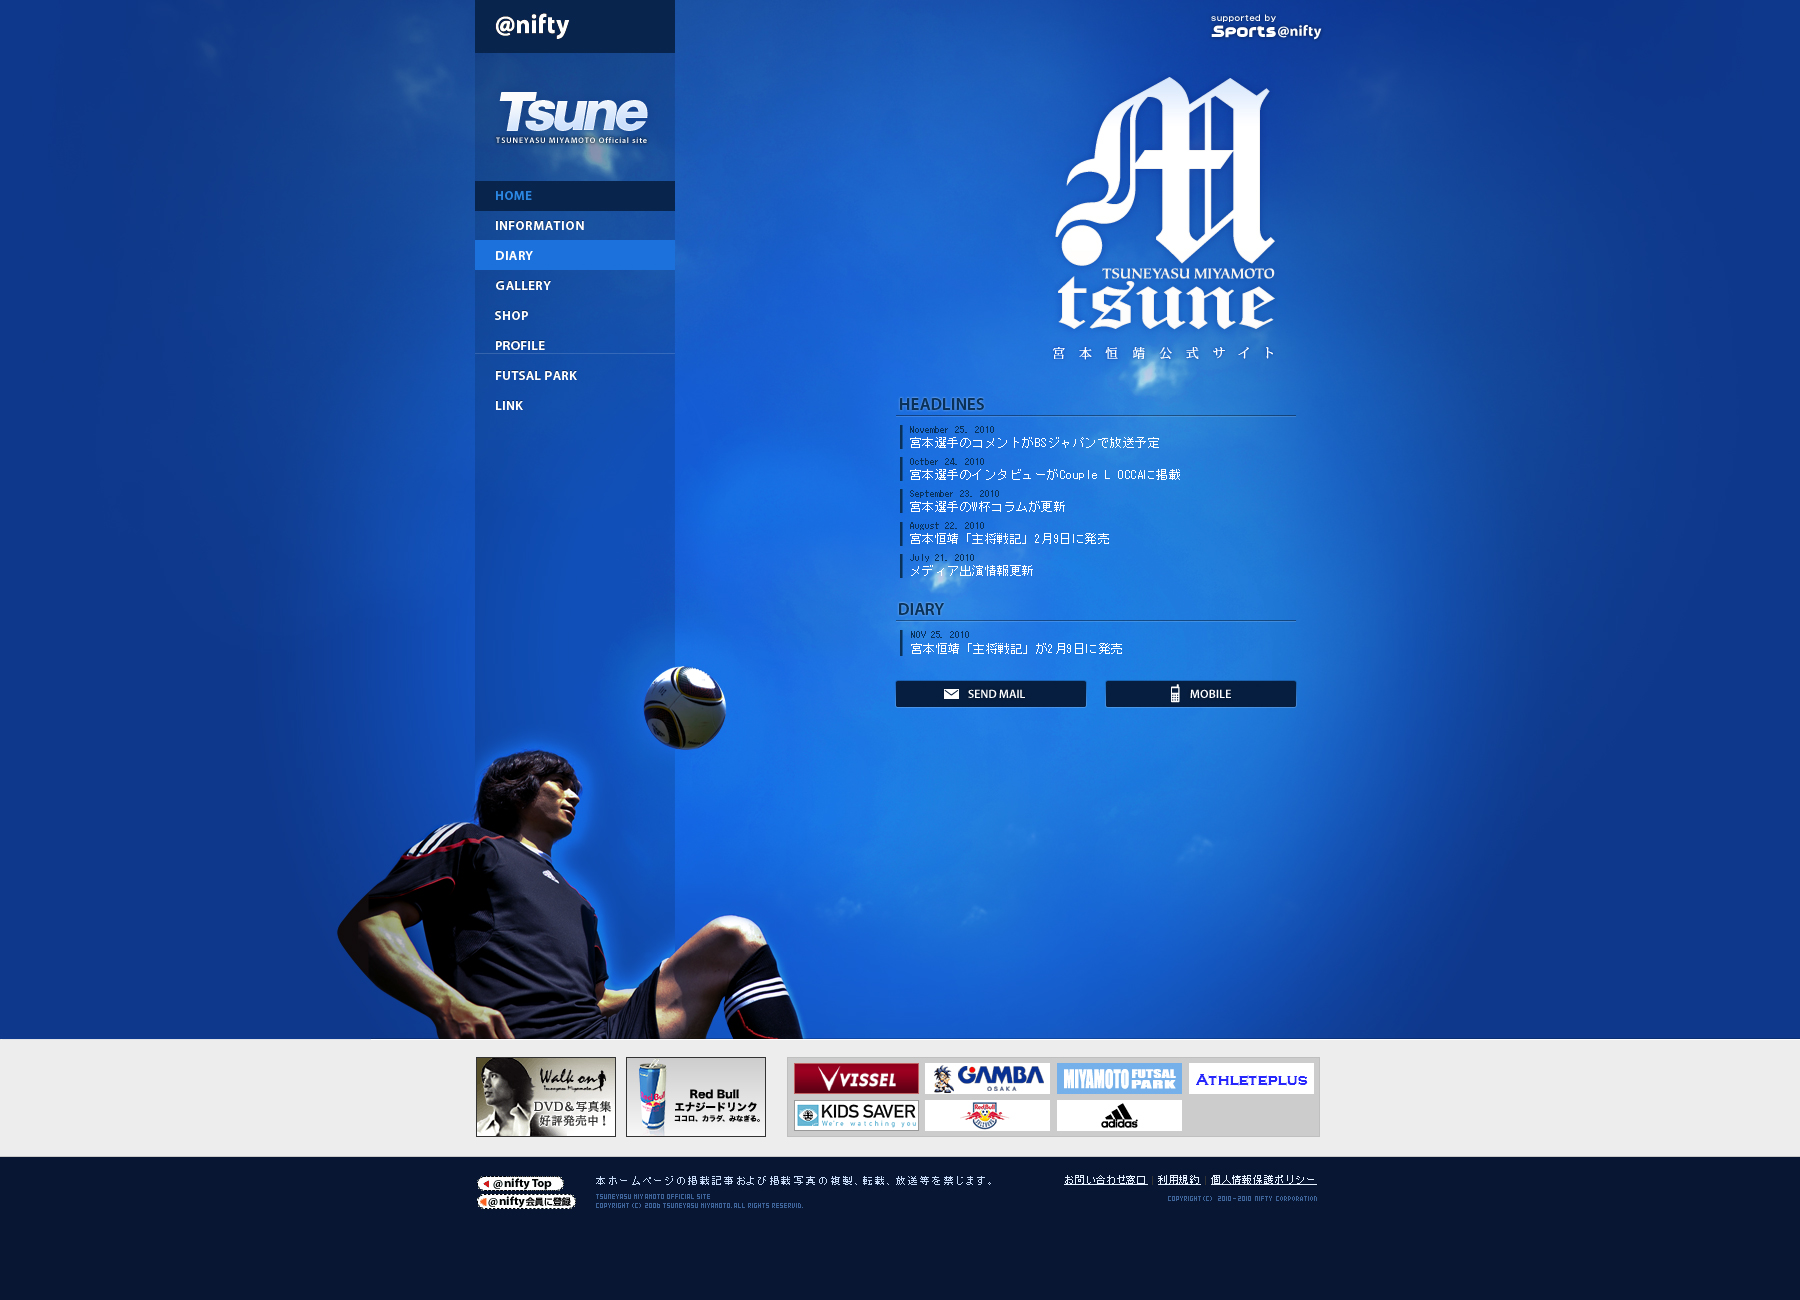 @nifty
supported by
Sports@nifty
Tsune
TSUNEYASU MIYAMOTO Official site
HOME
INFORMATION
DIARY
GALLERY
SHOP
PROFILE
FUTSAL PARK
LINK
M
TSUNEYASU MIYAMOTO
tsune
宮本恒靖公式サイト
HEADLINES
November 25, 2010
宮本選手のコメントがBSジャパンで放送予定
Octber 24, 2010
宮本選手のインタビューがCouple L OCCAIに掲載
September 23, 2010
宮本選手のW杯コラムが更新
August 22, 2010
宮本恒靖「主将戦記」2月9日に発売
July 21, 2010
メディア出演情報更新
DIARY
NOV 25, 2010
宮本恒靖「主将戦記」が2月9日に発売
SEND MAIL
MOBILE
Walk on
Tsuneyasu Miyamoto
DVD&写真集
好評発売中！
Red Bull
エナジードリンク
ココロ、カラダ、みなぎる。
VISSEL
GAMBA
OSAKA
MIYAMOTO FUTSAL
PARK
ATHLETEPLUS
KIDS SAVER
We're watching you
Red Bull
adidas
@nifty Top
@nifty会員に登録
本ホームページの掲載記事および掲載写真の複製、転載、放送等を禁じます。
TSUNEYASU MIYAMOTO OFFICIAL SITE
COPYRIGHT (C) 2006 TSUNEYASU MIYAMOTO. ALL RIGHTS RESERVID.
お問い合わせ窓口 | 利用規約 | 個人情報保護ポリシー
COPYRIGHT(C) 2010-2010 NIFTY CORPORATION